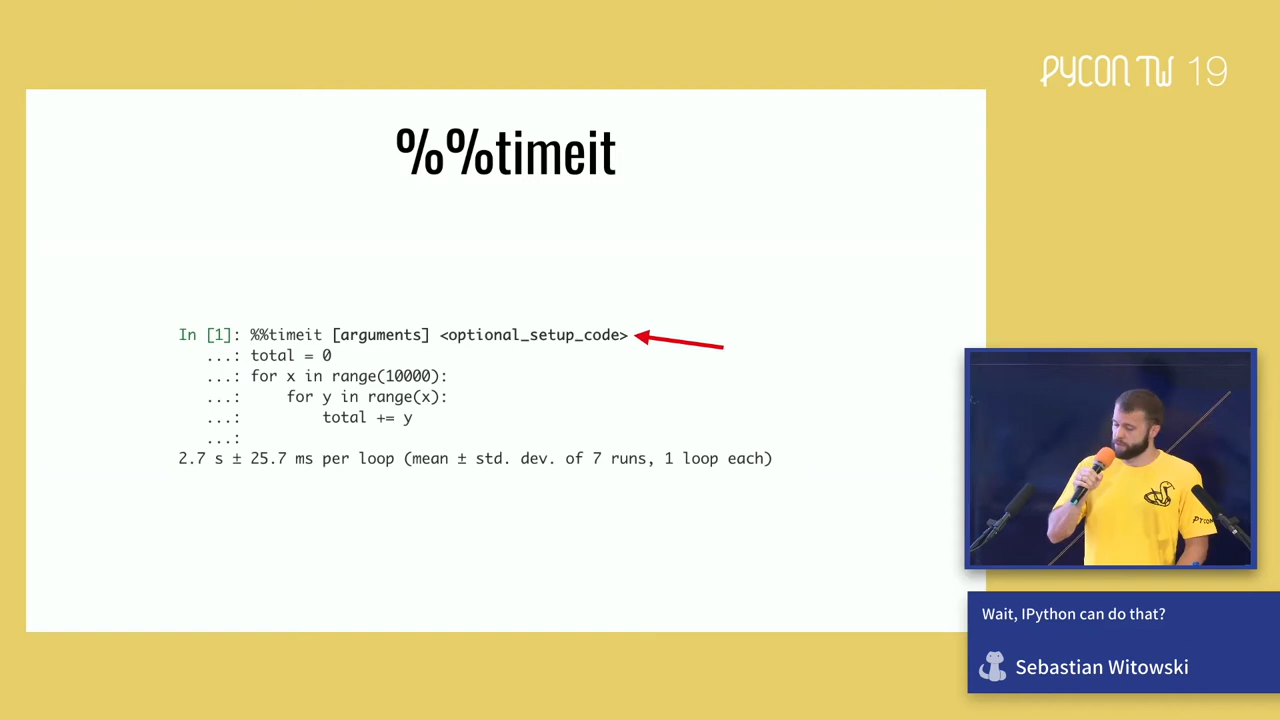 PYCON TW 19
%%timeit
In [1]: %%timeit [arguments] <optional_setup_code>
...: total = 0
...: for x in range(10000):
...:     for y in range(x):
...:         total += y
...:
2.7 s ± 25.7 ms per loop (mean ± std. dev. of 7 runs, 1 loop each)
PYCON
Wait, IPython can do that?
Sebastian Witowski